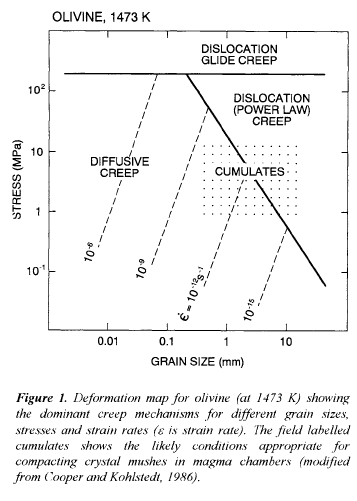 OLIVINE, 1473 K
DISLOCATION
GLIDE CREEP
10²
DISLOCATION
(POWER LAW)
CREEP
10
DIFFUSIVE
CREEP
CUMULATES
STRESS (MPa)
1
10⁻¹
10⁻⁶
10⁻⁹
ε̇ = 10⁻¹²s⁻¹
10⁻¹⁵
0.01
0.1
1
10
GRAIN SIZE (mm)
Figure 1. Deformation map for olivine (at 1473 K) showing
the dominant creep mechanisms for different grain sizes,
stresses and strain rates (ε is strain rate). The field labelled
cumulates shows the likely conditions appropriate for
compacting crystal mushes in magma chambers (modified
from Cooper and Kohlstedt, 1986).